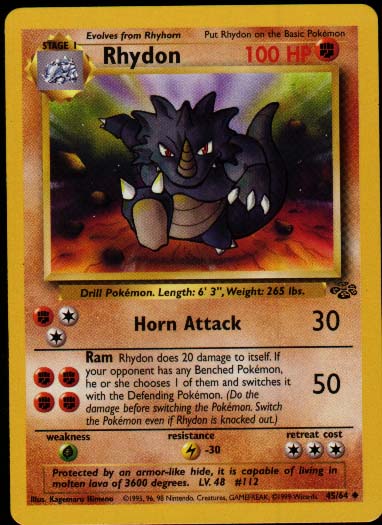 Evolves from Rhyhorn Put Rhydon on the Basic Pokémon
STAGE 1
Rhydon 100 HP
Drill Pokémon. Length: 6' 3", Weight: 265 lbs.
Horn Attack 30
Ram Rhydon does 20 damage to itself. If
your opponent has any Benched Pokémon,
he or she chooses 1 of them and switches it
with the Defending Pokémon. (Do the
damage before switching the Pokémon. Switch
the Pokémon even if Rhydon is knocked out.)
50
weakness resistance retreat cost
-30
Protected by an armor-like hide, it is capable of living in
molten lava of 3600 degrees. LV. 48 #112
Illus. Kagemaru Himeno ©1995, 96, 98 Nintendo, Creatures, GAMEFREAK. ©1999 Wizards. 45/64